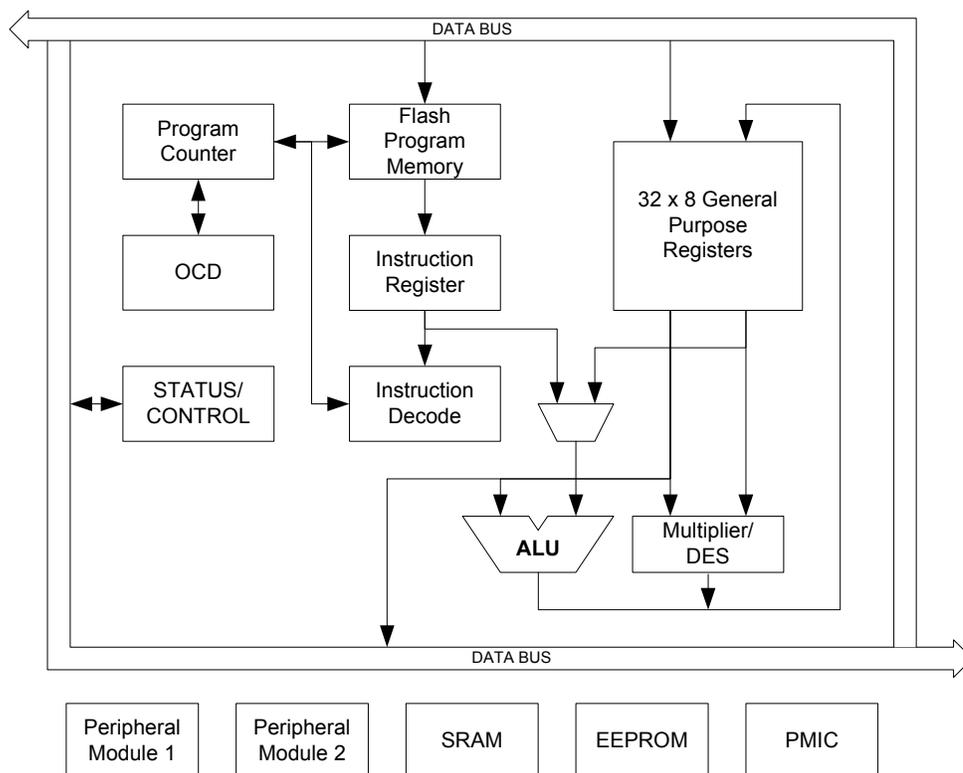 DATA BUS
Program
Counter
Flash
Program
Memory
32 x 8 General
Purpose
Registers
OCD
Instruction
Register
STATUS/
CONTROL
Instruction
Decode
ALU
Multiplier/
DES
DATA BUS
Peripheral
Module 1
Peripheral
Module 2
SRAM
EEPROM
PMIC